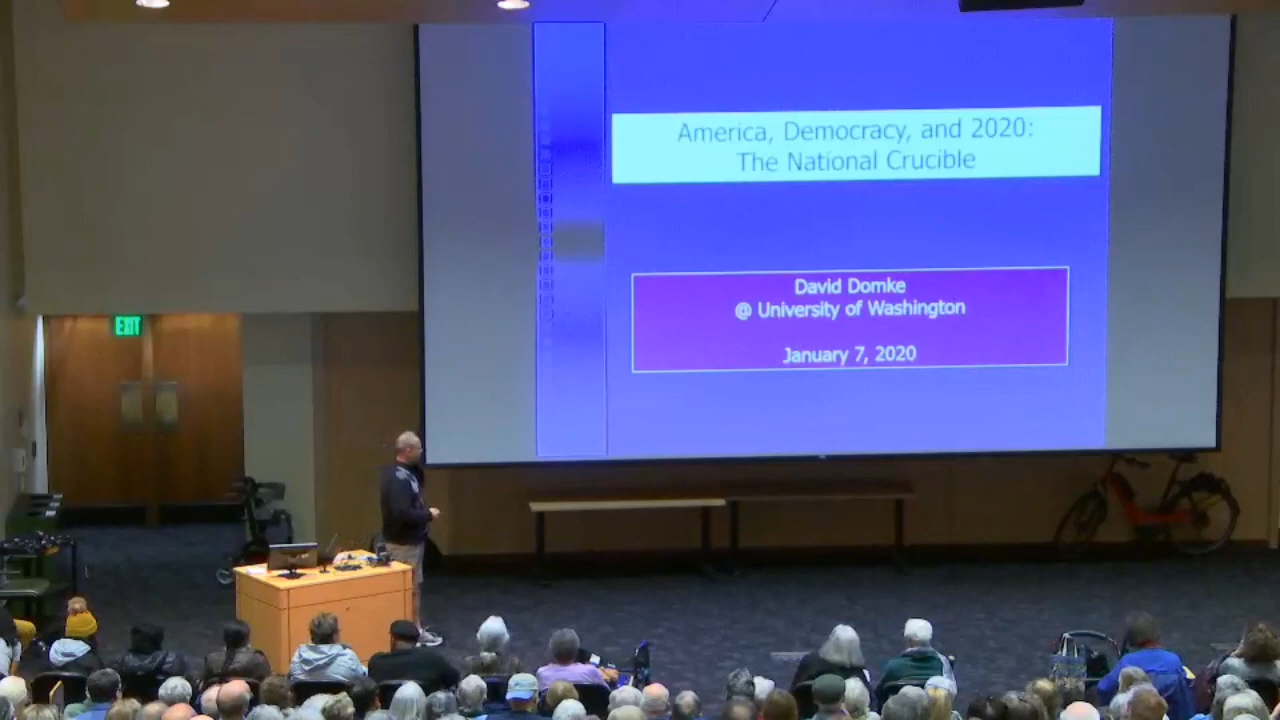 America, Democracy, and 2020:
The National Crucible
David Domke
@ University of Washington
January 7, 2020
EXIT